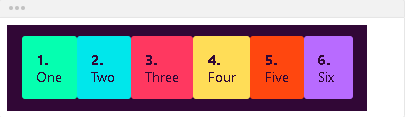 1. 2. 3. 4. 5. 6.
One Two Three Four Five Six